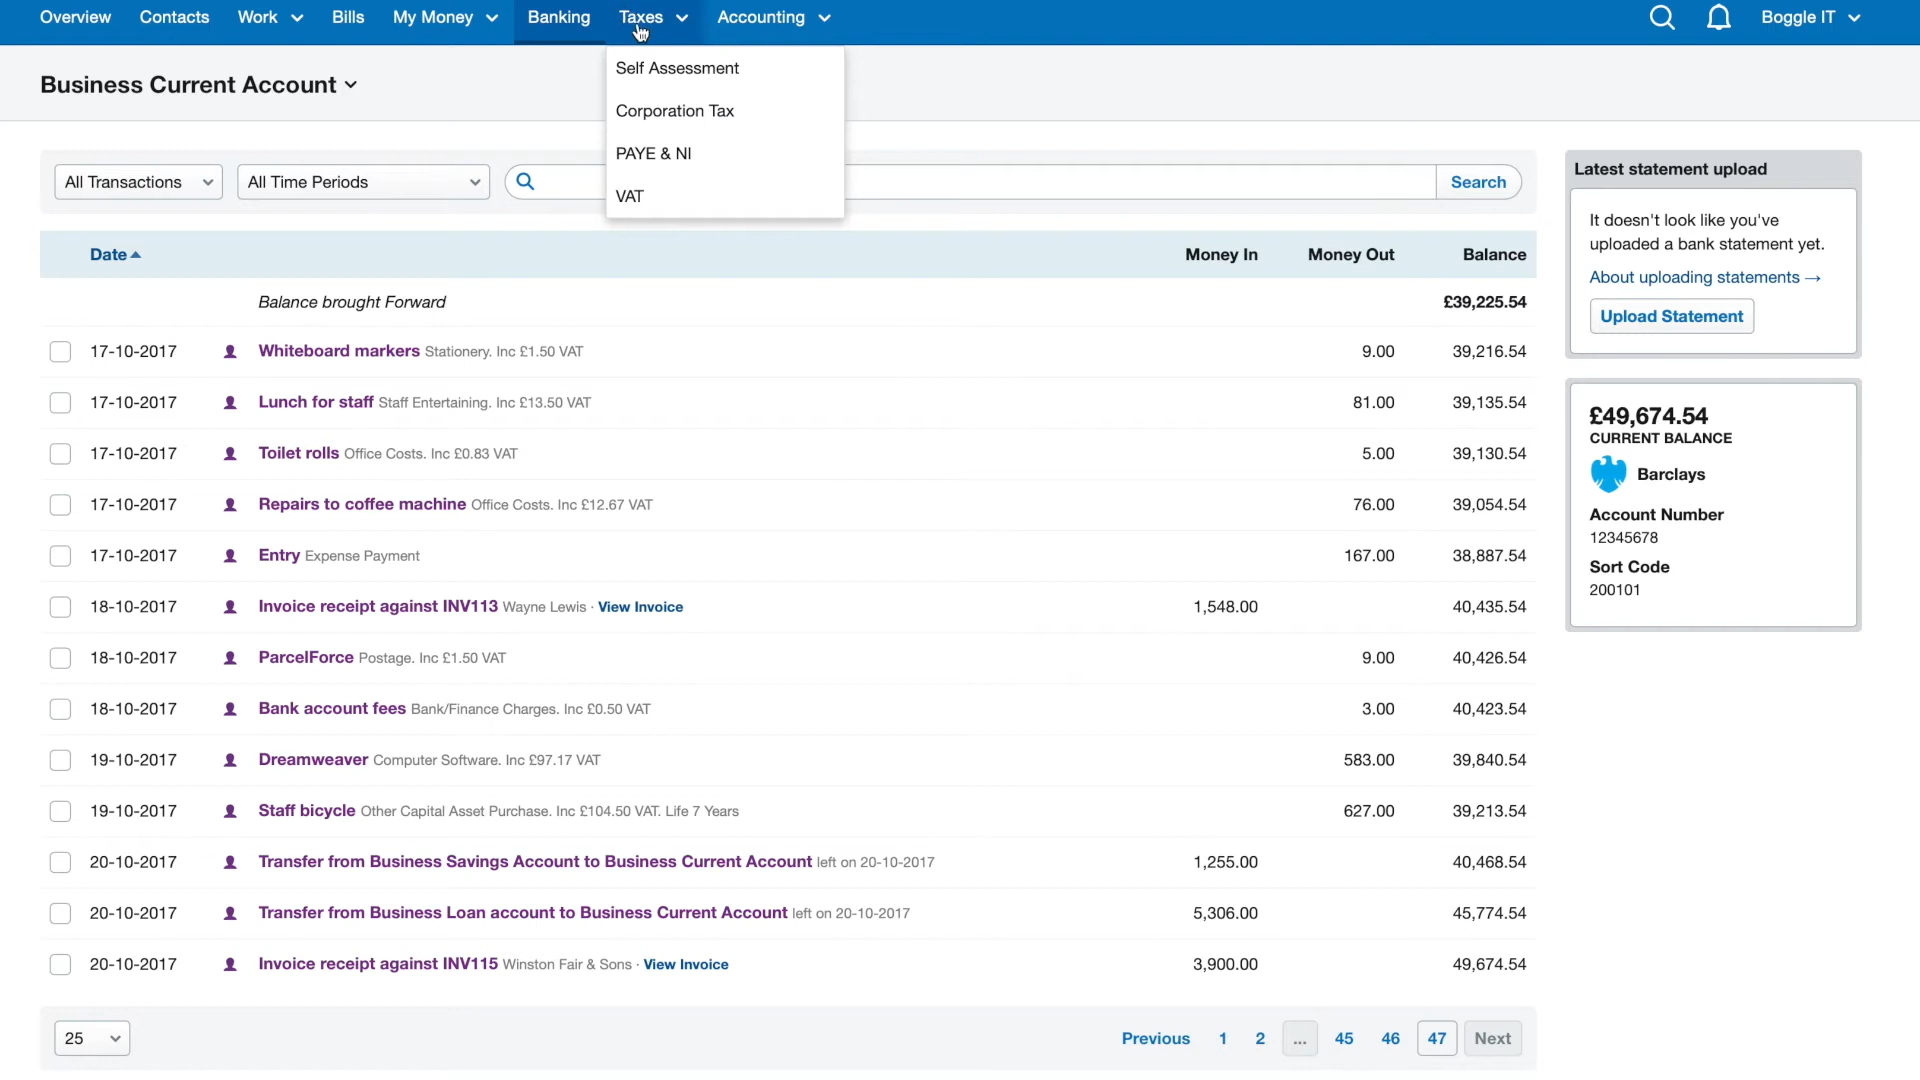 Overview Contacts Work Bills My Money Banking Taxes Accounting Boggle IT
Business Current Account
Self Assessment
Corporation Tax
PAYE & NI
VAT
All Transactions All Time Periods Search
Date Money In Money Out Balance
Balance brought Forward £39,225.54
17-10-2017 Whiteboard markers Stationery. Inc £1.50 VAT 9.00 39,216.54
17-10-2017 Lunch for staff Staff Entertaining. Inc £13.50 VAT 81.00 39,135.54
17-10-2017 Toilet rolls Office Costs. Inc £0.83 VAT 5.00 39,130.54
17-10-2017 Repairs to coffee machine Office Costs. Inc £12.67 VAT 76.00 39,054.54
17-10-2017 Entry Expense Payment 167.00 38,887.54
18-10-2017 Invoice receipt against INV113 Wayne Lewis · View Invoice 1,548.00 40,435.54
18-10-2017 ParcelForce Postage. Inc £1.50 VAT 9.00 40,426.54
18-10-2017 Bank account fees Bank/Finance Charges. Inc £0.50 VAT 3.00 40,423.54
19-10-2017 Dreamweaver Computer Software. Inc £97.17 VAT 583.00 39,840.54
19-10-2017 Staff bicycle Other Capital Asset Purchase. Inc £104.50 VAT. Life 7 Years 627.00 39,213.54
20-10-2017 Transfer from Business Savings Account to Business Current Account left on 20-10-2017 1,255.00 40,468.54
20-10-2017 Transfer from Business Loan account to Business Current Account left on 20-10-2017 5,306.00 45,774.54
20-10-2017 Invoice receipt against INV115 Winston Fair & Sons · View Invoice 3,900.00 49,674.54
25 Previous 1 2 ... 45 46 47 Next
Latest statement upload
It doesn't look like you've
uploaded a bank statement yet.
About uploading statements →
Upload Statement
£49,674.54
CURRENT BALANCE
Barclays
Account Number
12345678
Sort Code
200101